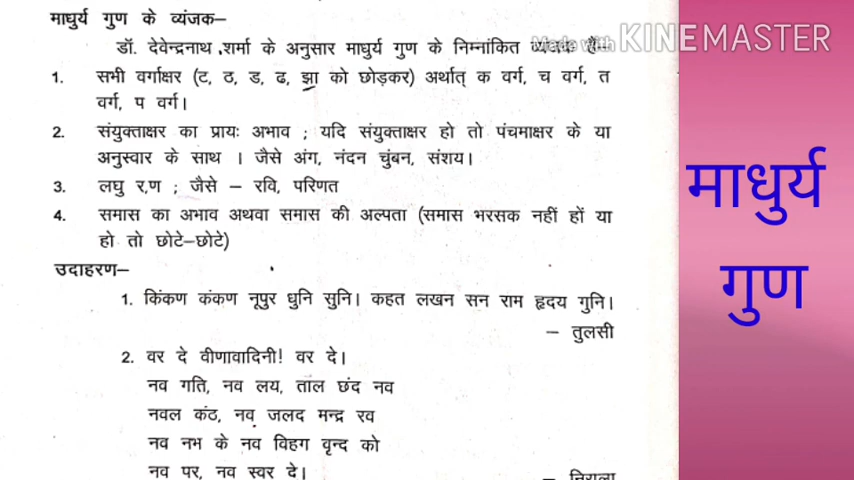 माधुर्य गुण के व्यंजक–
डॉ. देवेन्द्रनाथ शर्मा के अनुसार माधुर्य गुण के निम्नांकित व्यंजक हैं–
Made with KINEMASTER
1. सभी वर्गाक्षर (ट, ठ, ड, ढ, झा को छोड़कर) अर्थात् क वर्ग, च वर्ग, त
वर्ग, प वर्ग।
2. संयुक्ताक्षर का प्रायः अभाव ; यदि संयुक्ताक्षर हो तो पंचमाक्षर के या
अनुस्वार के साथ । जैसे अंग, नंदन चुंबन, संशय।
3. लघु र,ण ; जैसे – रवि, परिणत
4. समास का अभाव अथवा समास की अल्पता (समास भरसक नहीं हों या
हो तो छोटे–छोटे)
उदाहरण–
1. किंकण कंकण नूपुर धुनि सुनि। कहत लखन सन राम हृदय गुनि।
– तुलसी
2. वर दे वीणावादिनी! वर दे।
नव गति, नव लय, ताल छंद नव
नवल कंठ, नव जलद मन्द्र रव
नव नभ के नव विहग वृन्द को
नव पर, नव स्वर दे।
– निराला
माधुर्य
गुण